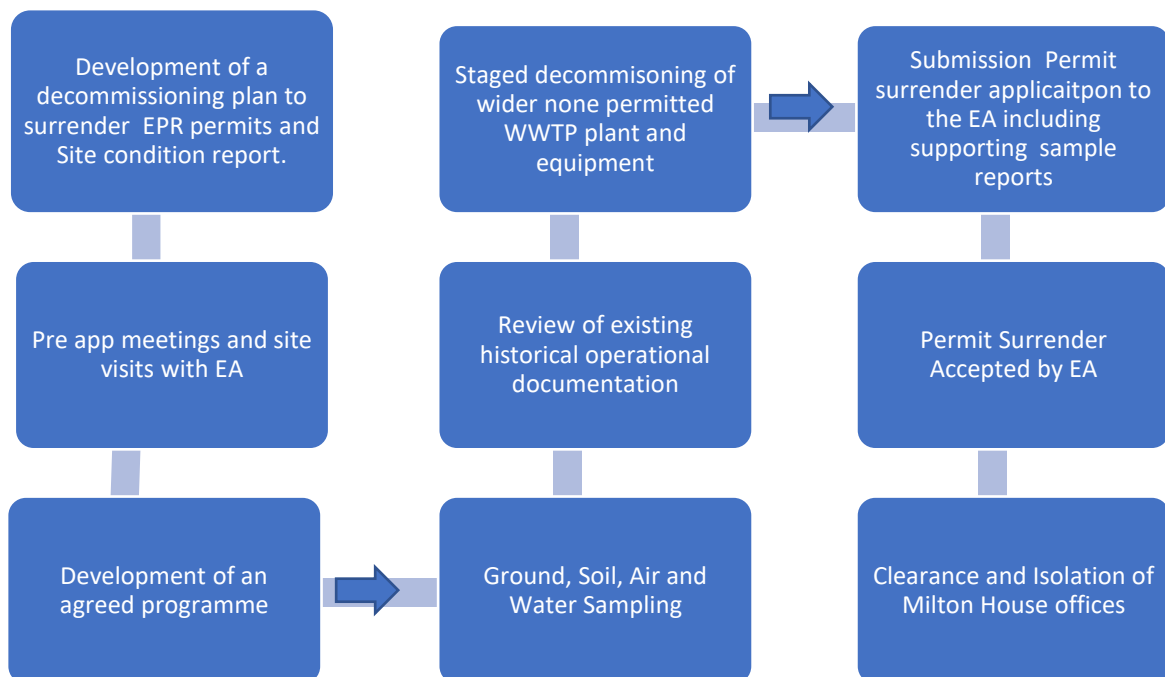 Development of a
decommissioning plan to
surrender EPR permits and
Site condition report.
Pre app meetings and site
visits with EA
Development of an
agreed programme
Ground, Soil, Air and
Water Sampling
Review of existing
historical operational
documentation
Staged decommisoning of
wider none permitted
WWTP plant and
equipment
Submission Permit
surrender applicaitpon to
the EA including
supporting sample
reports
Permit Surrender
Accepted by EA
Clearance and Isolation of
Milton House offices